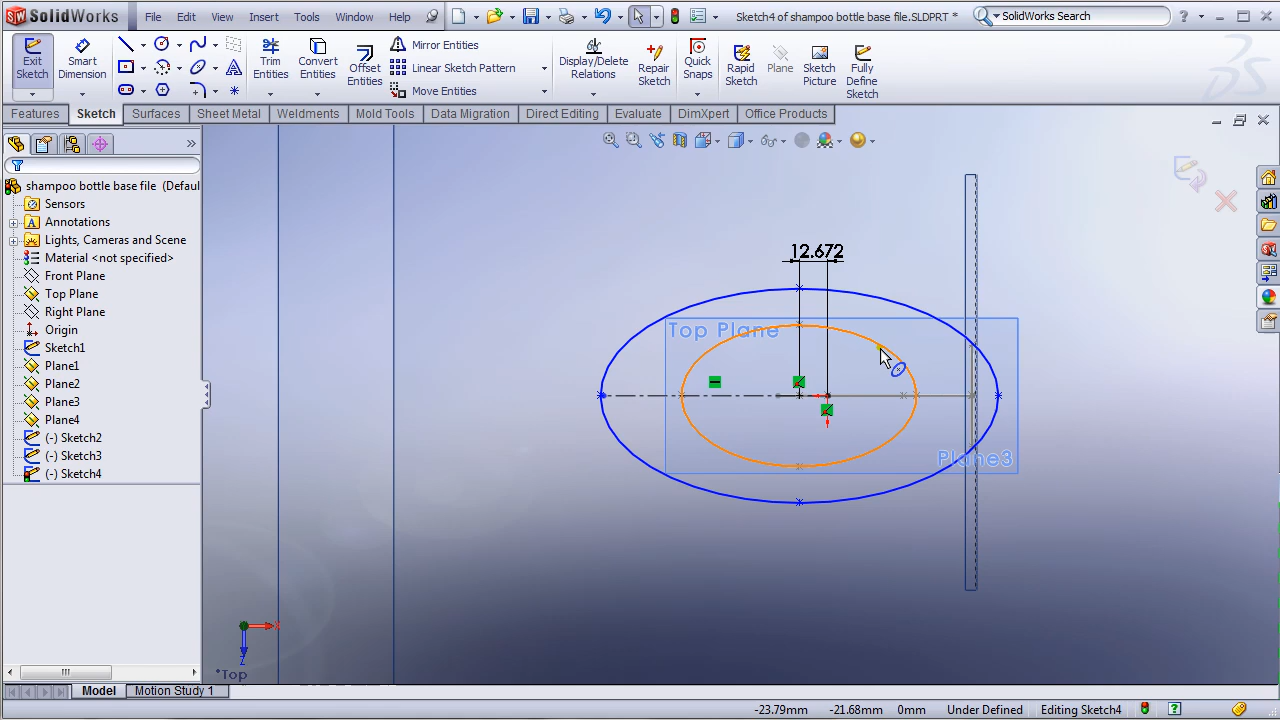 SolidWorks File Edit View Insert Tools Window Help Sketch4 of shampoo bottle base file.SLDPRT * SolidWorks Search
Exit Sketch
Smart Dimension
Trim Entities
Convert Entities
Offset Entities
Mirror Entities
Linear Sketch Pattern
Move Entities
Display/Delete Relations
Repair Sketch
Quick Snaps
Rapid Sketch
Plane
Sketch Picture
Fully Define Sketch
Features Sketch Surfaces Sheet Metal Weldments Mold Tools Data Migration Direct Editing Evaluate DimXpert Office Products
shampoo bottle base file (Defaul
Sensors
Annotations
Lights, Cameras and Scene
Material <not specified>
Front Plane
Top Plane
Right Plane
Origin
Sketch1
Plane1
Plane2
Plane3
Plane4
(-) Sketch2
(-) Sketch3
(-) Sketch4
12.672
Top Plane
Plane3
X
Z
*Top
Model Motion Study 1
-23.79mm -21.68mm 0mm Under Defined Editing Sketch4